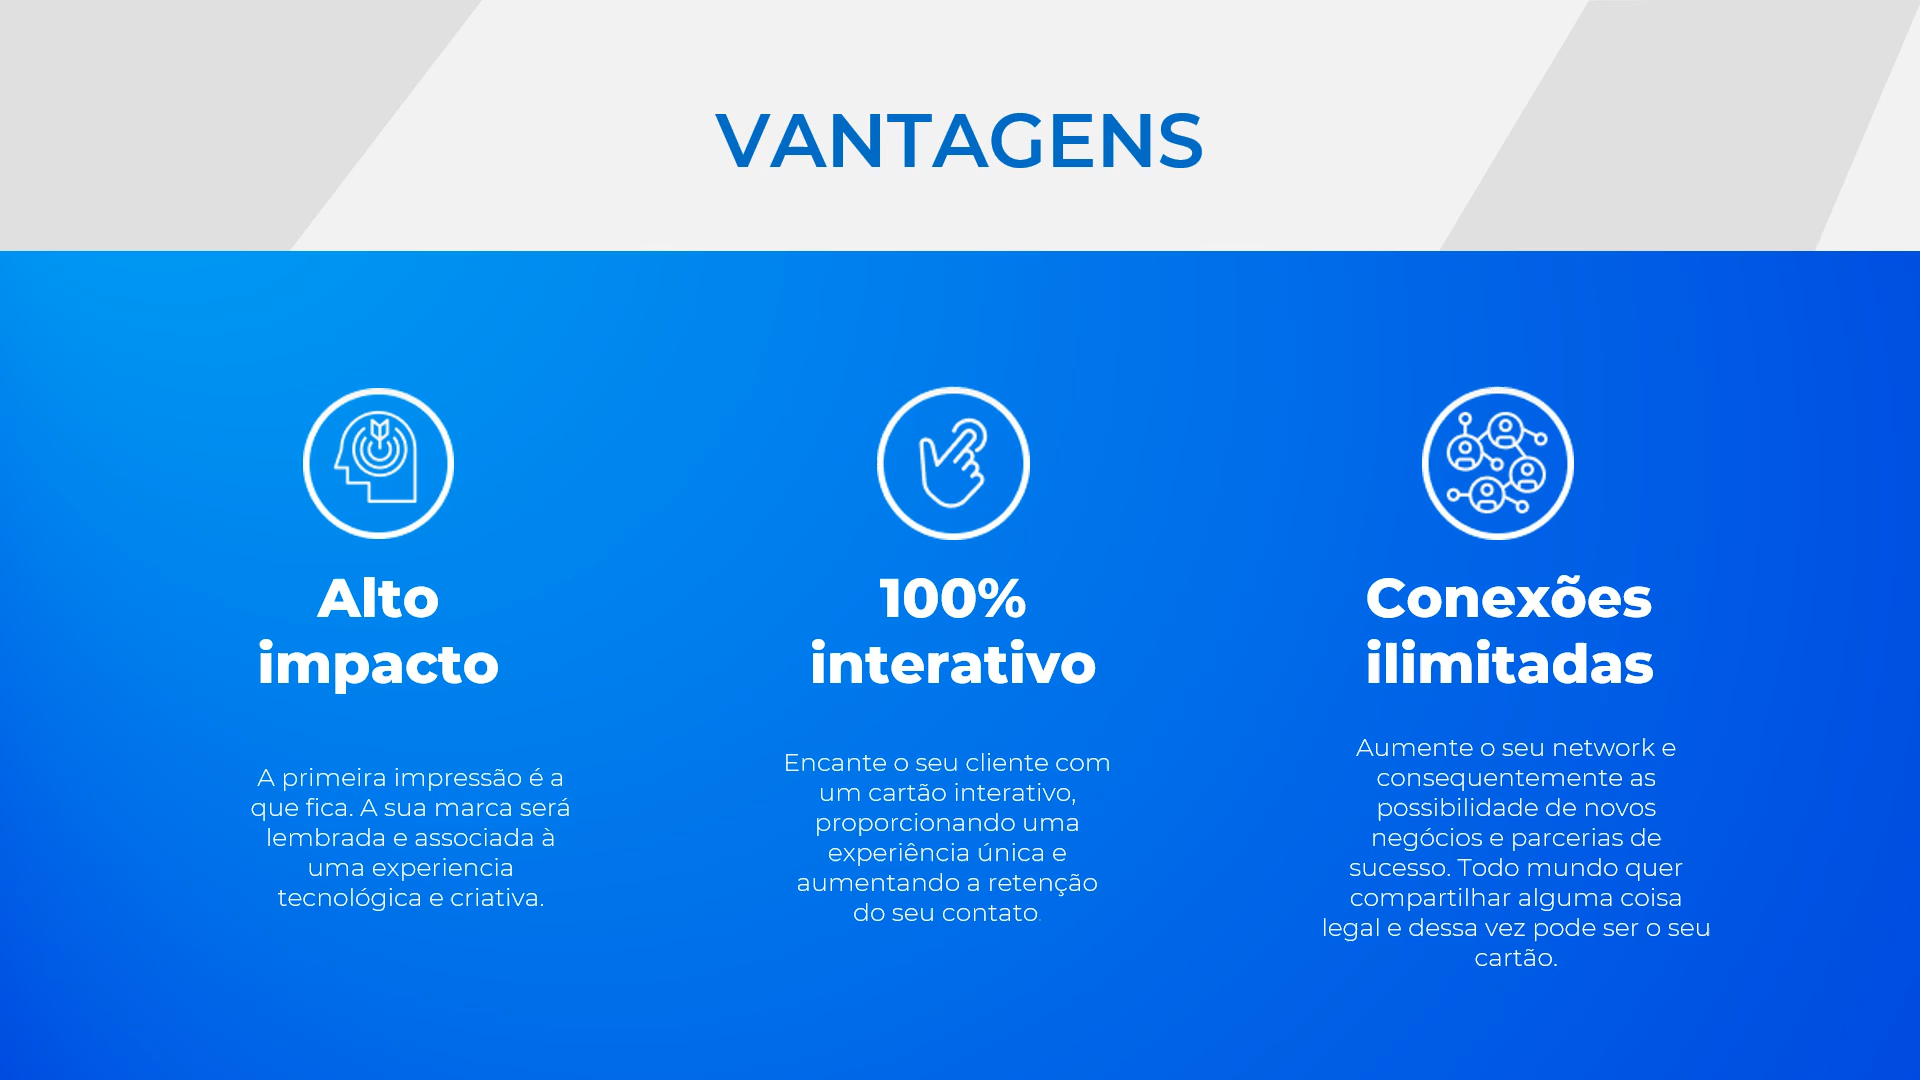 VANTAGENS
Alto
impacto
A primeira impressão é a
que fica. A sua marca será
lembrada e associada à
uma experiencia
tecnológica e criativa.
100%
interativo
Encante o seu cliente com
um cartão interativo,
proporcionando uma
experiência única e
aumentando a retenção
do seu contato.
Conexões
ilimitadas
Aumente o seu network e
consequentemente as
possibilidade de novos
negócios e parcerias de
sucesso. Todo mundo quer
compartilhar alguma coisa
legal e dessa vez pode ser o seu
cartão.